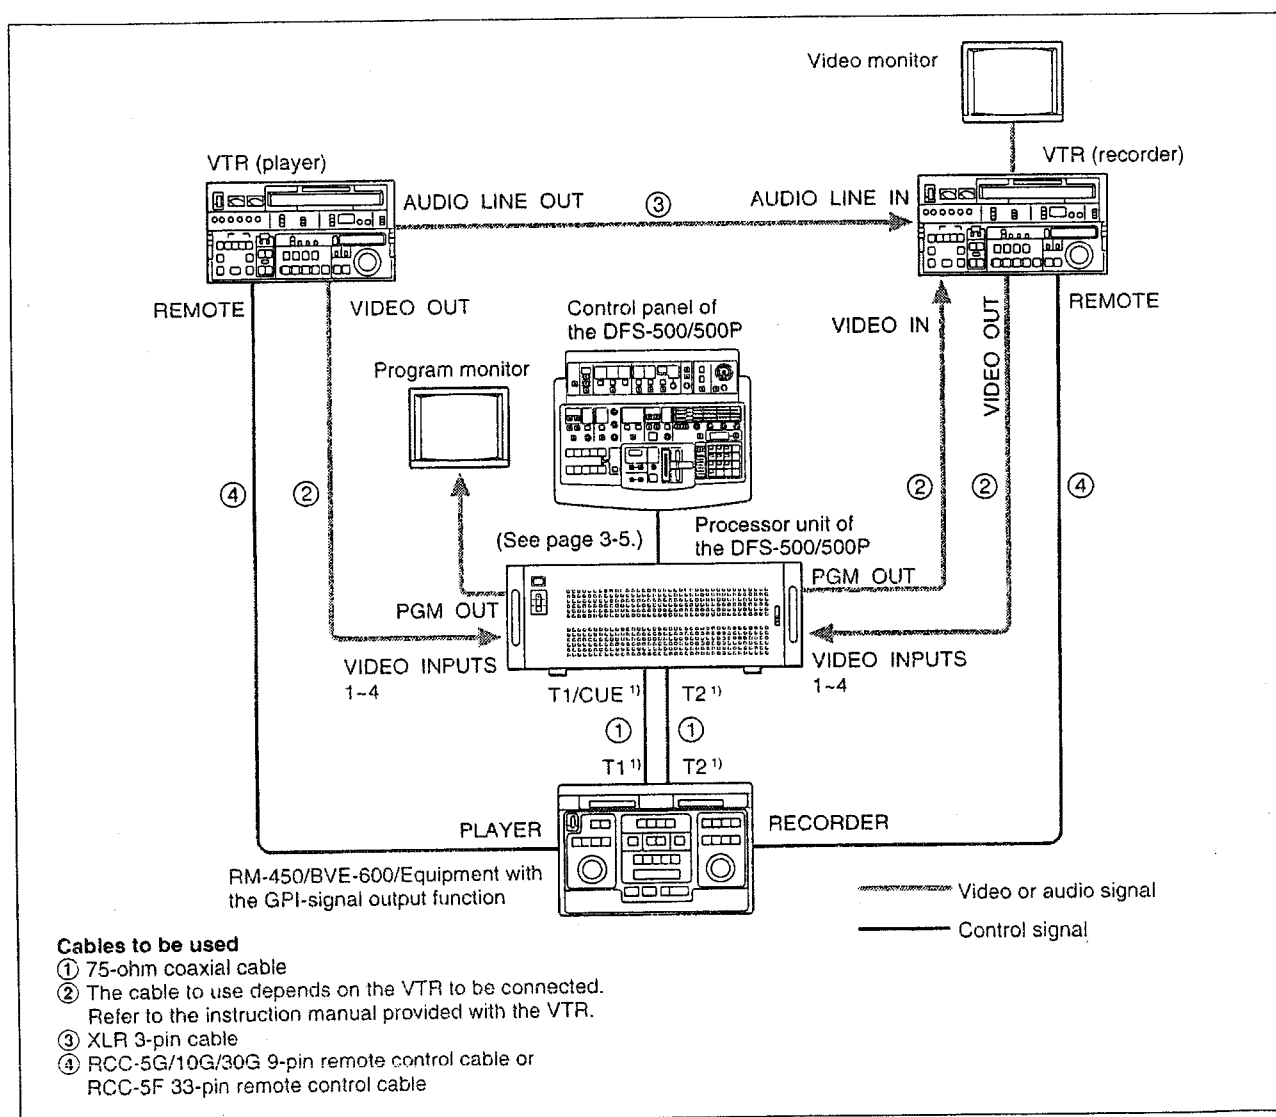 Video monitor
VTR (player)
VTR (recorder)
AUDIO LINE OUT
③
AUDIO LINE IN
REMOTE
VIDEO OUT
Control panel of
the DFS-500/500P
VIDEO IN
VIDEO OUT
REMOTE
Program monitor
④
②
②
②
④
(See page 3-5.)
Processor unit of
the DFS-500/500P
PGM OUT
PGM OUT
VIDEO INPUTS
1~4
VIDEO INPUTS
1~4
T1/CUE 1)
T2 1)
①
①
T1 1)
T2 1)
PLAYER
RECORDER
RM-450/BVE-600/Equipment with
the GPI-signal output function
Video or audio signal
Control signal
Cables to be used
① 75-ohm coaxial cable
② The cable to use depends on the VTR to be connected.
Refer to the instruction manual provided with the VTR.
③ XLR 3-pin cable
④ RCC-5G/10G/30G 9-pin remote control cable or
RCC-5F 33-pin remote control cable